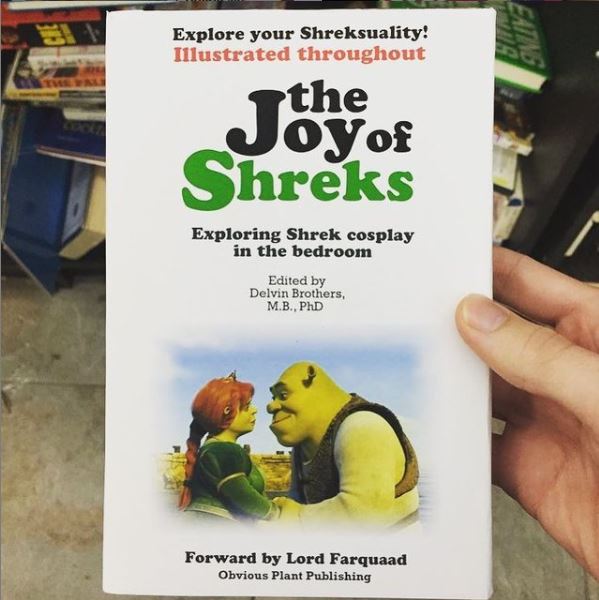 Explore your Shreksuality!
Illustrated throughout
the
Joy of
Shreks
Exploring Shrek cosplay
in the bedroom
Edited by
Delvin Brothers,
M.B., PhD
Forward by Lord Farquaad
Obvious Plant Publishing